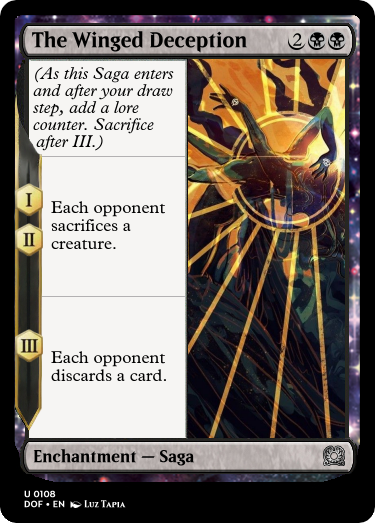 The Winged Deception 2
(As this Saga enters
and after your draw
step, add a lore
counter. Sacrifice
after III.)
I
II
Each opponent
sacrifices a
creature.
III
Each opponent
discards a card.
Enchantment — Saga
U 0108
DOF • EN Luz Tapia